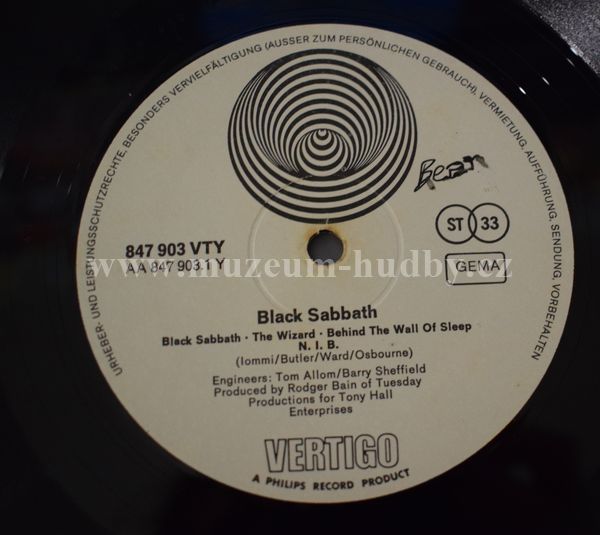 URHEBER- UND LEISTUNGSSCHUTZRECHTE, BESONDERS VERVIELFÄLTIGUNG (AUSSER ZUM PERSÖNLICHEN GEBRAUCH), VERMIETUNG, AUFFÜHRUNG, SENDUNG, VORBEHALTEN
Bean
847 903 VTY
AA 847 903.1 Y
ST 33
GEMA
www.muzeum-hudby.cz
Black Sabbath
Black Sabbath · The Wizard · Behind The Wall Of Sleep
N. I. B.
(Iommi/Butler/Ward/Osbourne)
Engineers: Tom Allom/Barry Sheffield
Produced by Rodger Bain of Tuesday
Productions for Tony Hall
Enterprises
VERTIGO
A PHILIPS RECORD PRODUCT